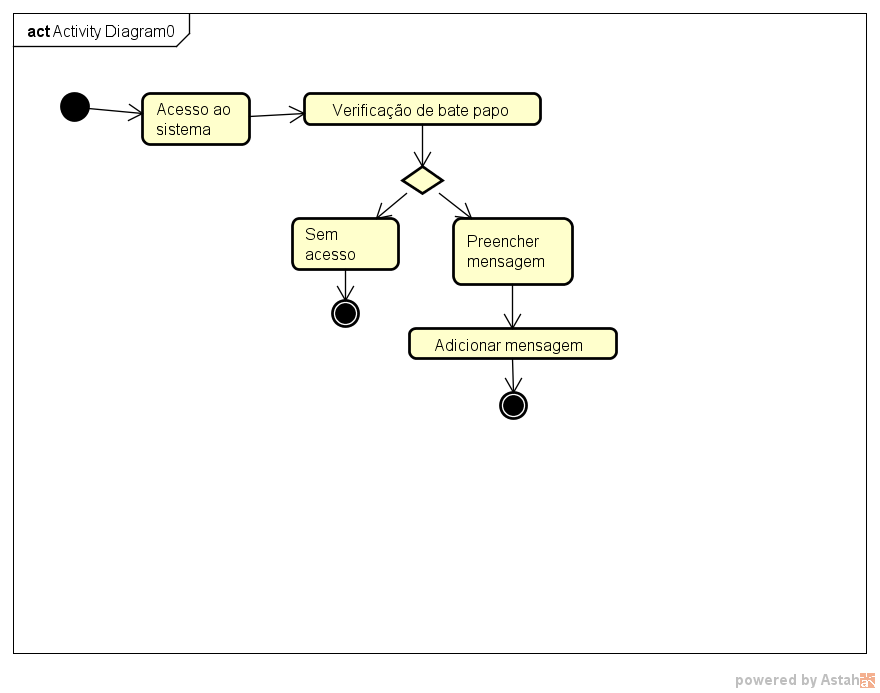 act Activity Diagram0
Acesso ao
sistema
Verificação de bate papo
Sem
acesso
Preencher
mensagem
Adicionar mensagem
powered by Astah